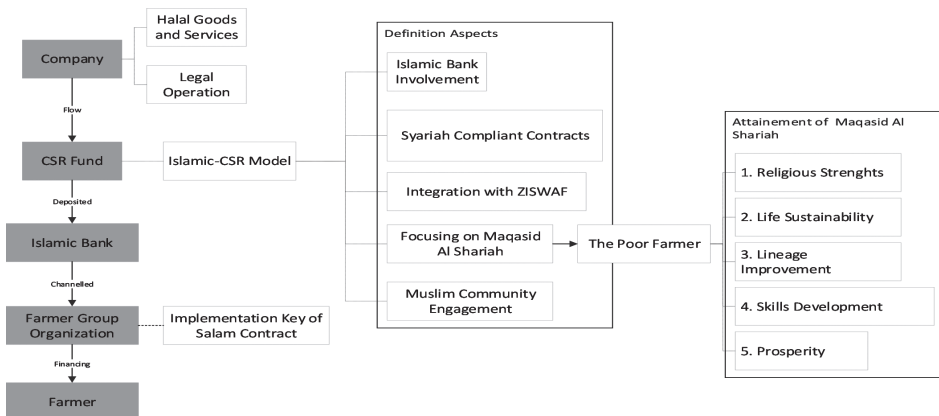 Company
Halal Goods
and Services
Legal
Operation
Flow
CSR Fund
Islamic-CSR Model
Deposited
Islamic Bank
Channelled
Farmer Group
Organization
Implementation Key of
Salam Contract
Financing
Farmer
Definition Aspects
Islamic Bank
Involvement
Syariah Compliant Contracts
Integration with ZISWAF
Focusing on Maqasid
Al Shariah
Muslim Community
Engagement
The Poor Farmer
Attainement of Maqasid Al
Shariah
1. Religious Strenghts
2. Life Sustainability
3. Lineage
Improvement
4. Skills Development
5. Prosperity